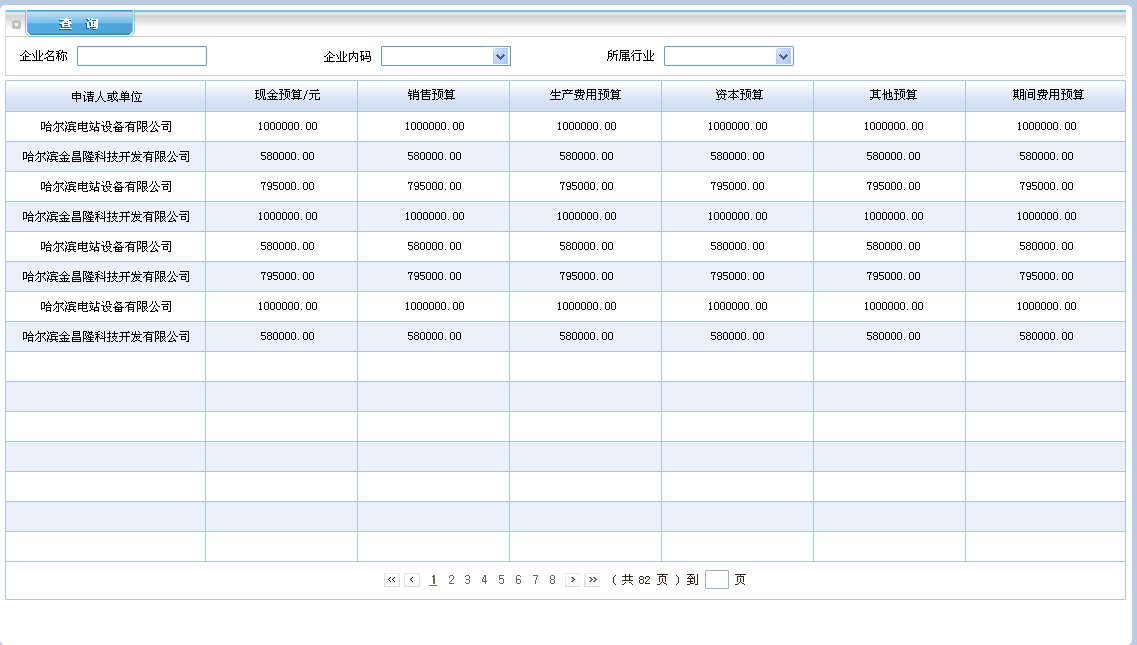 查 询
企业名称 企业内码 所属行业
申请人或单位 现金预算/元 销售预算 生产费用预算 资本预算 其他预算 期间费用预算
哈尔滨电站设备有限公司 1000000.00 1000000.00 1000000.00 1000000.00 1000000.00 1000000.00
哈尔滨金昌隆科技开发有限公司 580000.00 580000.00 580000.00 580000.00 580000.00 580000.00
哈尔滨电站设备有限公司 795000.00 795000.00 795000.00 795000.00 795000.00 795000.00
哈尔滨金昌隆科技开发有限公司 1000000.00 1000000.00 1000000.00 1000000.00 1000000.00 1000000.00
哈尔滨电站设备有限公司 580000.00 580000.00 580000.00 580000.00 580000.00 580000.00
哈尔滨金昌隆科技开发有限公司 795000.00 795000.00 795000.00 795000.00 795000.00 795000.00
哈尔滨电站设备有限公司 1000000.00 1000000.00 1000000.00 1000000.00 1000000.00 1000000.00
哈尔滨金昌隆科技开发有限公司 580000.00 580000.00 580000.00 580000.00 580000.00 580000.00
« ‹ 1 2 3 4 5 6 7 8 › » ( 共 82 页 ) 到 页